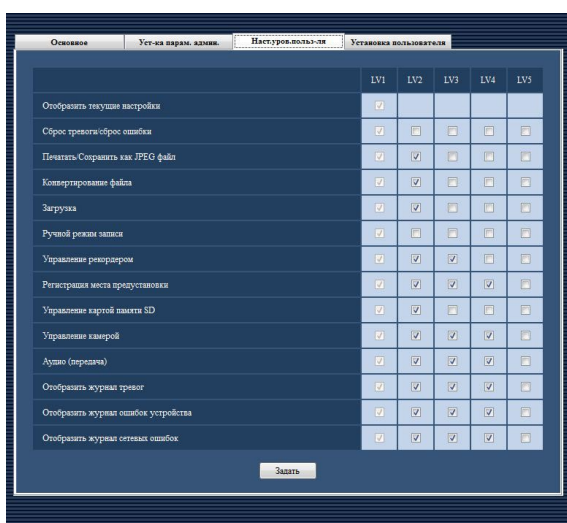 Основное Уст-ка парам. админ. Наст.уров.польз-ля Установка пользователя
LV1 LV2 LV3 LV4 LV5
Отобразить текущие настройки
Сброс тревоги/сброс ошибки
Печатать/Сохранить как JPEG файл
Конвертирование файла
Загрузка
Ручной режим записи
Управление рекордером
Регистрация места предустановки
Управление картой памяти SD
Управление камерой
Аудио (передача)
Отобразить журнал тревог
Отобразить журнал ошибок устройства
Отобразить журнал сетевых ошибок
Задать